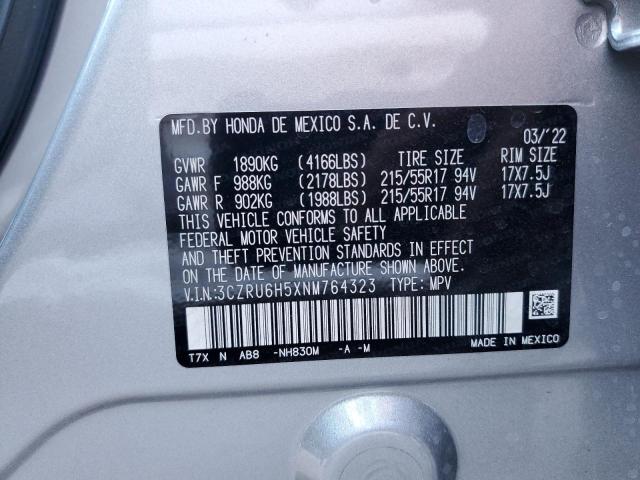 MFD.BY HONDA DE MEXICO S.A. DE C.V. 03/'22
GVWR 1890KG (4166LBS) TIRE SIZE RIM SIZE
GAWR F 988KG (2178LBS) 215/55R17 94V 17X7.5J
GAWR R 902KG (1988LBS) 215/55R17 94V 17X7.5J
THIS VEHICLE CONFORMS TO ALL APPLICABLE
FEDERAL MOTOR VEHICLE SAFETY
AND THEFT PREVENTION STANDARDS IN EFFECT
ON THE DATE OF MANUFACTURE SHOWN ABOVE.
V.I.N:3CZRU6H5XNM764323 TYPE: MPV
T7X N AB8 -NH830M -A -M MADE IN MEXICO